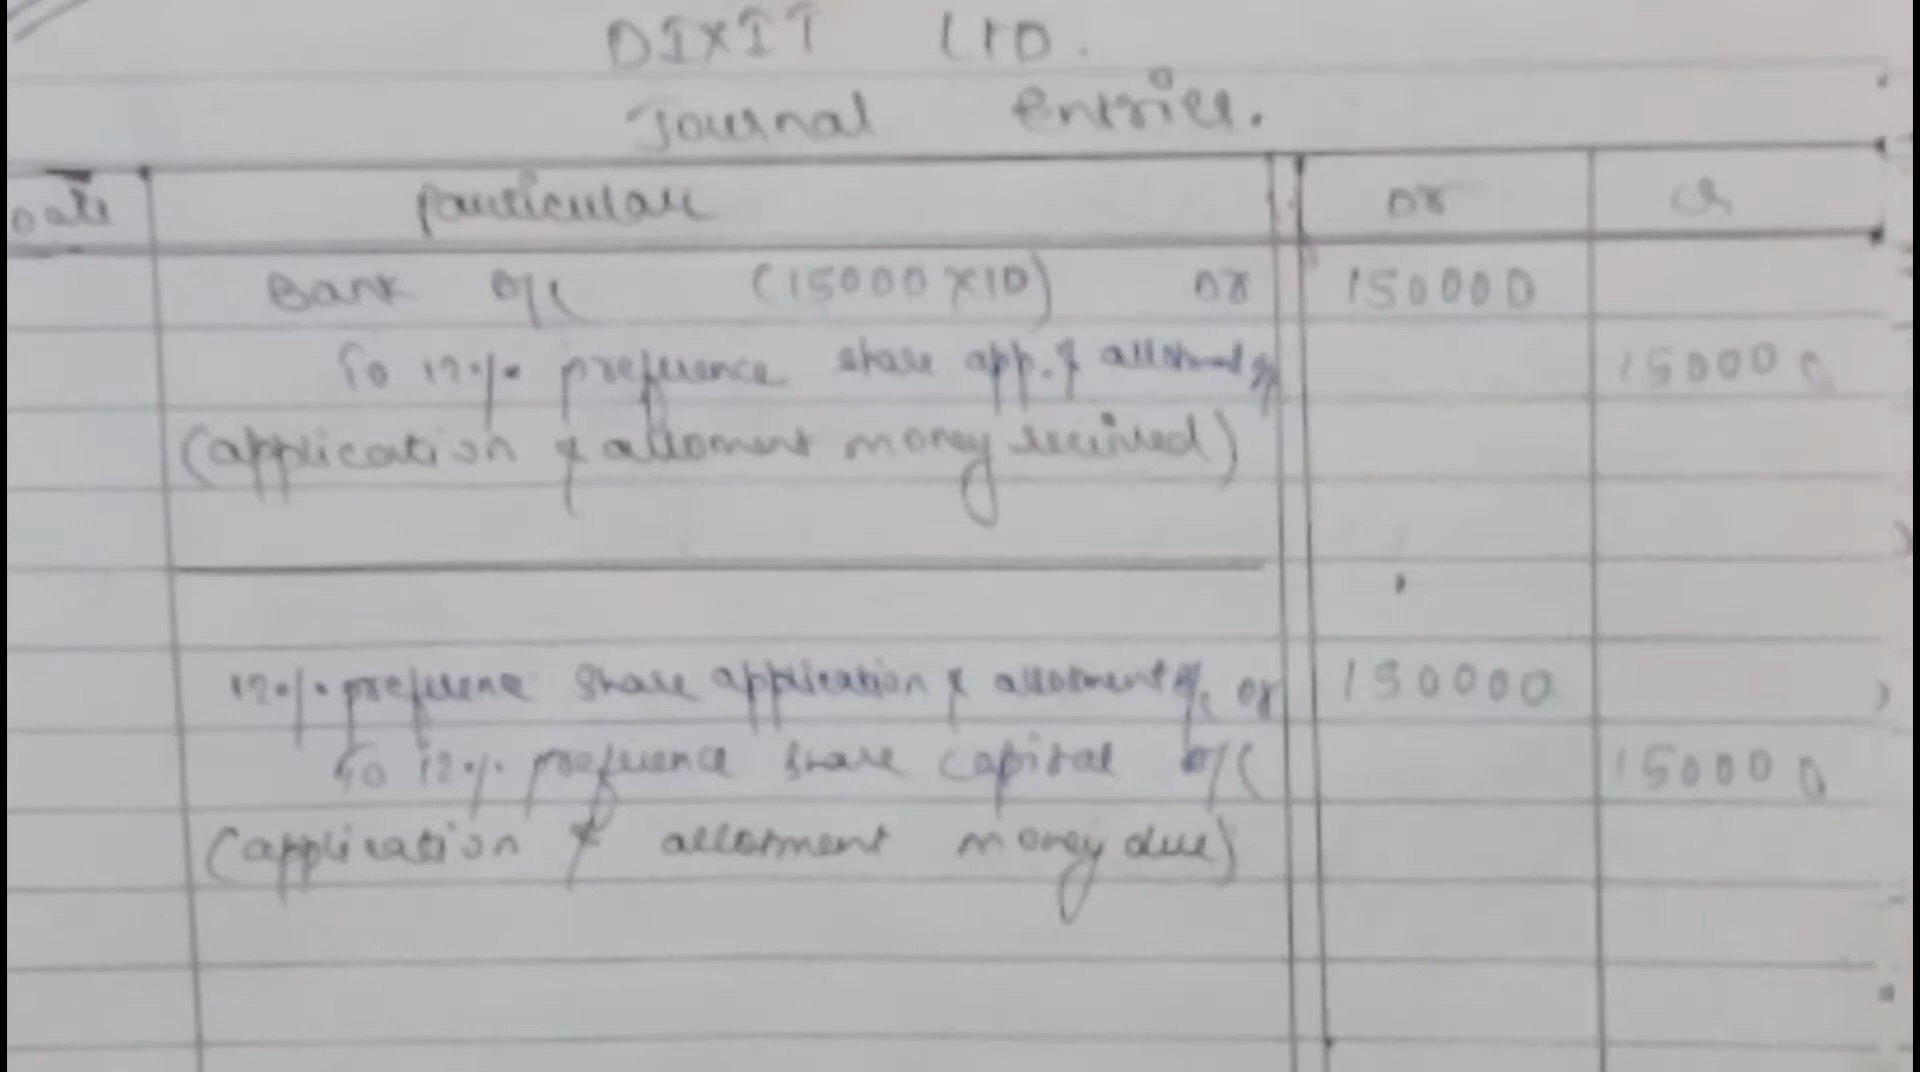 DIXIT LTD.
Journal Entries.
Date Particulars Dr Cr
Bank a/c (15000 X10) Dr 150000
To 12% preference share app. & allotment a/c 150000
(application & alloment money received)
12% preference share application & allotment a/c Dr 150000
To 12% preference share capital a/c 150000
(application & allotment money due)